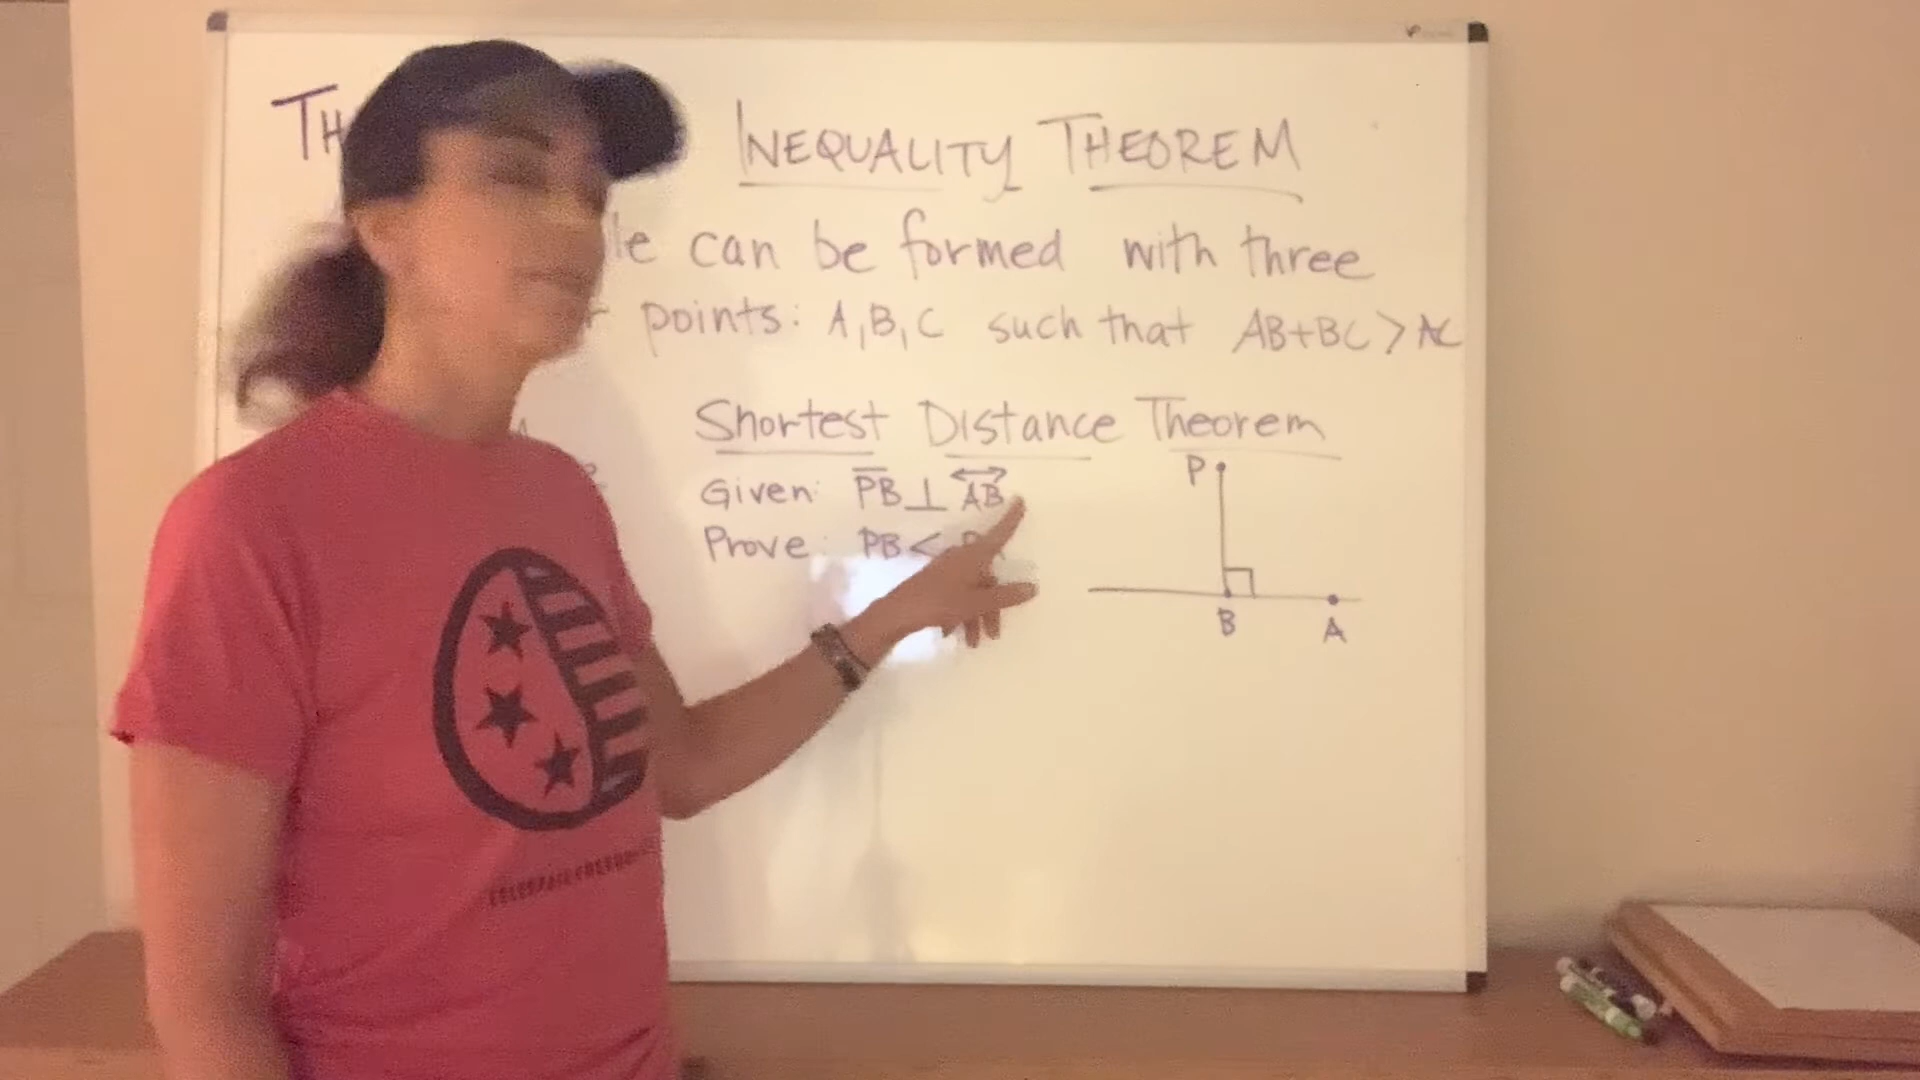 TH INEQUALITY THEOREM
le can be formed with three
r points: A, B, C such that AB+BC > AC
Shortest Distance Theorem
Given: PB ⊥ AB
Prove: PB <
P
B A